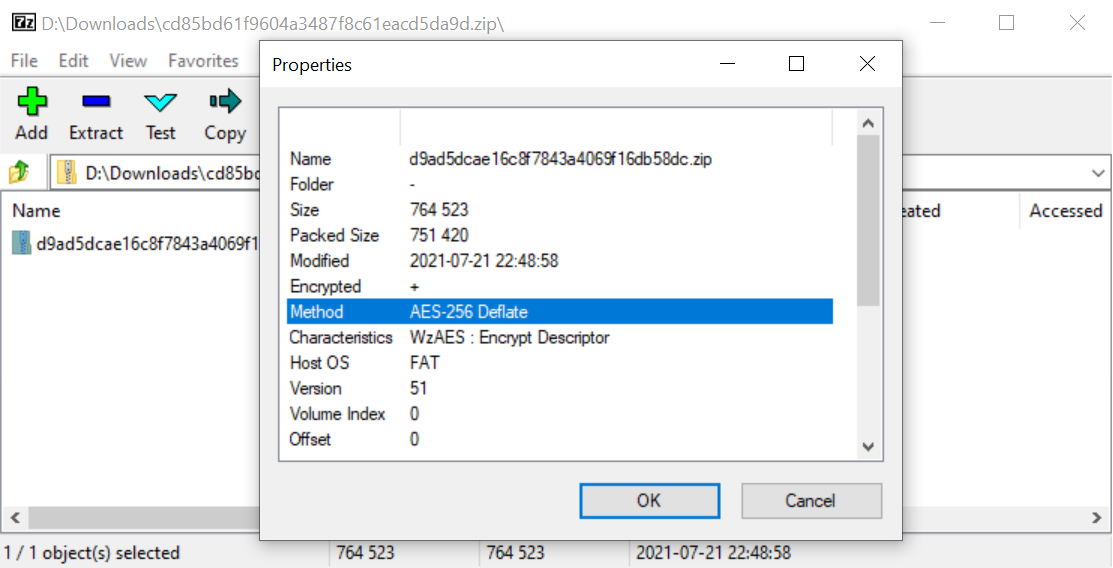 7z D:\Downloads\cd85bd61f9604a3487f8c61eacd5da9d.zip\
File Edit View Favorites
Add Extract Test Copy
D:\Downloads\cd85bd
Name eated Accessed
d9ad5dcae16c8f7843a4069f1
Properties
Name d9ad5dcae16c8f7843a4069f16db58dc.zip
Folder -
Size 764 523
Packed Size 751 420
Modified 2021-07-21 22:48:58
Encrypted +
Method AES-256 Deflate
Characteristics WzAES : Encrypt Descriptor
Host OS FAT
Version 51
Volume Index 0
Offset 0
OK Cancel
1 / 1 object(s) selected 764 523 764 523 2021-07-21 22:48:58